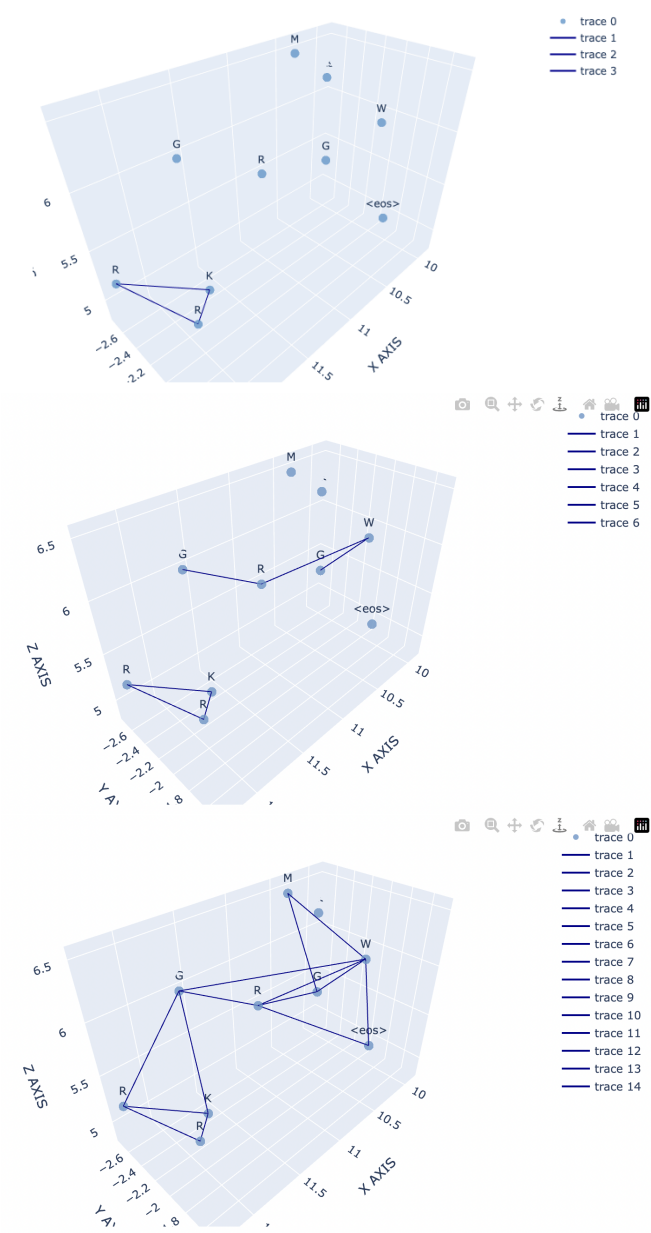 trace 0
trace 1
trace 2
trace 3
M
W
G
G
R
<eos>
6
5.5
5
R
K
R
−2.6
−2.4
−2.2
10
10.5
11
11.5
X AXIS
trace 0
trace 1
trace 2
trace 3
trace 4
trace 5
trace 6
M
W
G
G
R
<eos>
6.5
6
5.5
5
Z AXIS
R
K
R
−2.6
−2.4
−2.2
−2
10
10.5
11
11.5
X AXIS
trace 0
trace 1
trace 2
trace 3
trace 4
trace 5
trace 6
trace 7
trace 8
trace 9
trace 10
trace 11
trace 12
trace 13
trace 14
M
W
G
G
R
<eos>
6.5
6
5.5
5
Z AXIS
R
K
R
−2.6
−2.4
−2.2
−2
10
10.5
11
11.5
X AXIS